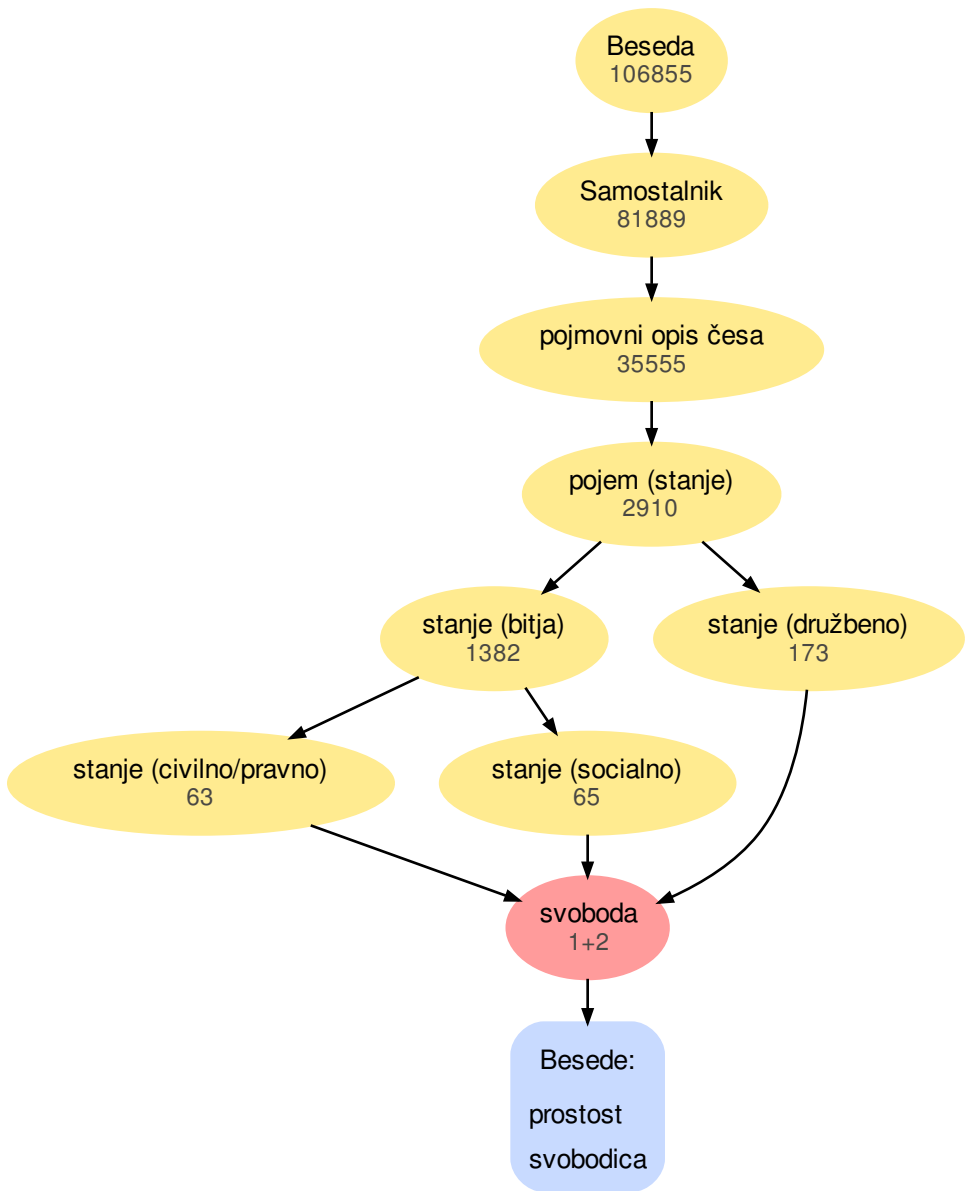 Beseda
106855
Samostalnik
81889
pojmovni opis česa
35555
pojem (stanje)
2910
stanje (bitja)
1382
stanje (družbeno)
173
stanje (civilno/pravno)
63
stanje (socialno)
65
svoboda
1+2
Besede:
prostost
svobodica